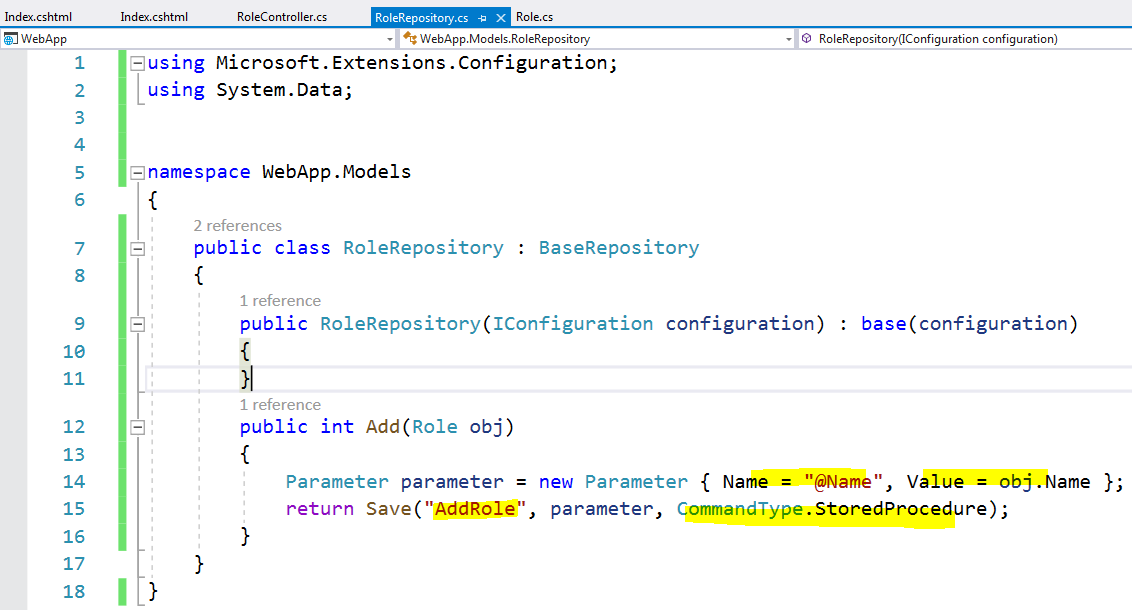 Index.cshtml Index.cshtml RoleController.cs RoleRepository.cs Role.cs
WebApp WebApp.Models.RoleRepository RoleRepository(IConfiguration configuration)
1 using Microsoft.Extensions.Configuration;
2 using System.Data;
3
4
5 namespace WebApp.Models
6 {
2 references
7 public class RoleRepository : BaseRepository
8 {
1 reference
9 public RoleRepository(IConfiguration configuration) : base(configuration)
10 {
11 }
1 reference
12 public int Add(Role obj)
13 {
14 Parameter parameter = new Parameter { Name = "@Name", Value = obj.Name };
15 return Save("AddRole", parameter, CommandType.StoredProcedure);
16 }
17 }
18 }